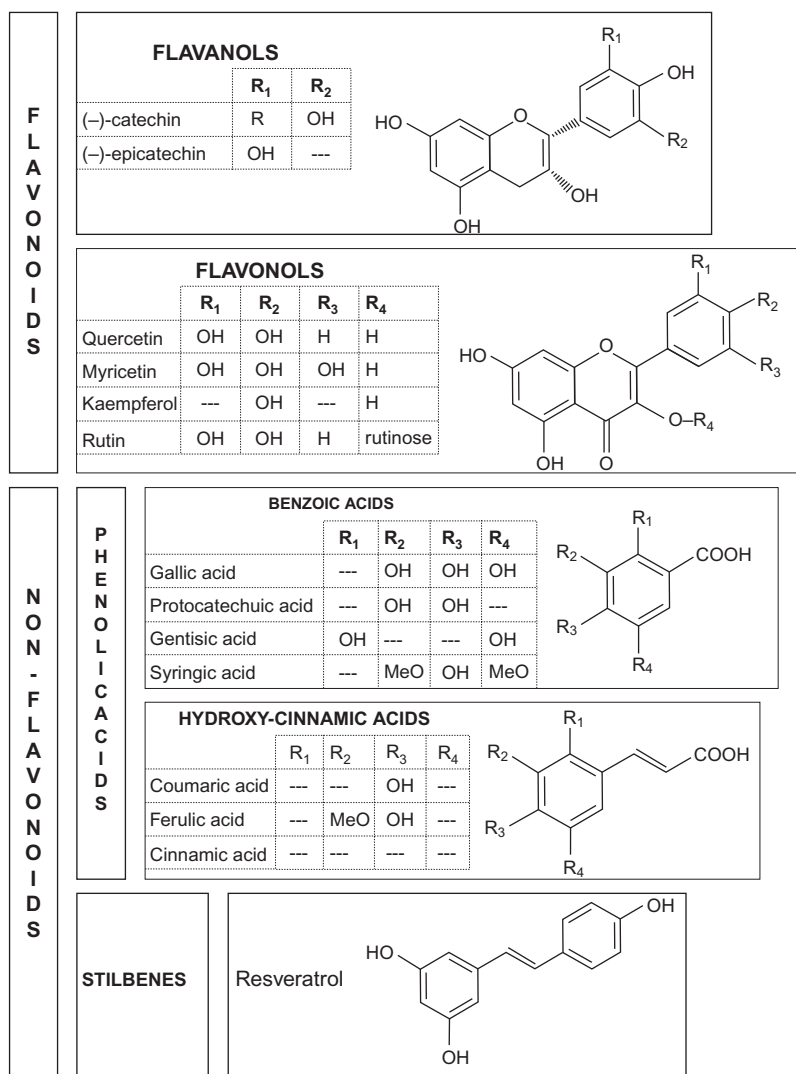 FLAVONOIDS
FLAVANOLS
R₁ R₂
(–)-catechin R OH
(–)-epicatechin OH ---
R₁
OH
HO
O
R₂
OH
OH
FLAVONOLS
R₁ R₂ R₃ R₄
Quercetin OH OH H H
Myricetin OH OH OH H
Kaempferol --- OH --- H
Rutin OH OH H rutinose
R₁
R₂
O
HO
R₃
O–R₄
OH O
NON-FLAVONOIDS
PHENOLICACIDS
BENZOIC ACIDS
R₁ R₂ R₃ R₄
Gallic acid --- OH OH OH
Protocatechuic acid --- OH OH ---
Gentisic acid OH --- --- OH
Syringic acid --- MeO OH MeO
R₁
R₂ COOH
R₃
R₄
HYDROXY-CINNAMIC ACIDS
R₁ R₂ R₃ R₄
Coumaric acid --- --- OH ---
Ferulic acid --- MeO OH ---
Cinnamic acid --- --- --- ---
R₁
R₂ COOH
R₃
R₄
STILBENES
Resveratrol
OH
HO
OH